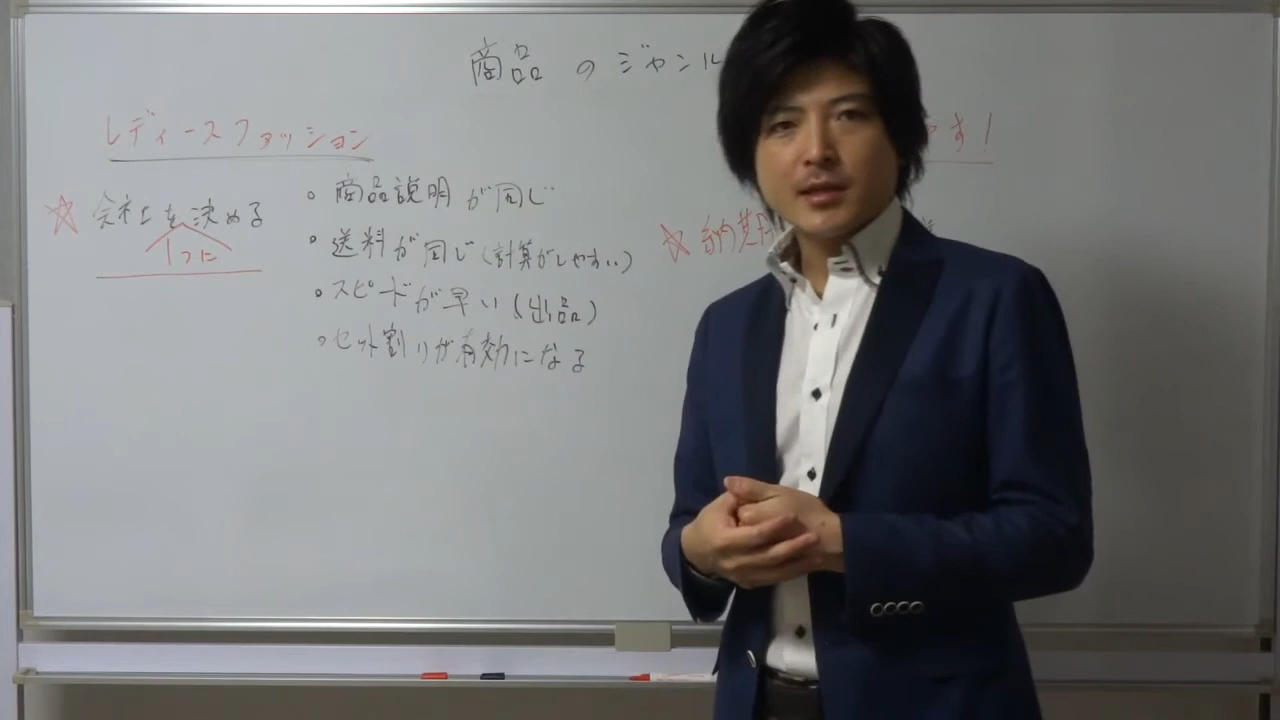 商品 のジャンル
レディースファッション
す!
☆ 会社を決める
1つに
・商品説明が同じ
・送料が同じ(計算がしやすい)
・スピードが早い(出品)
・セット割りが有効になる
☆ 納期